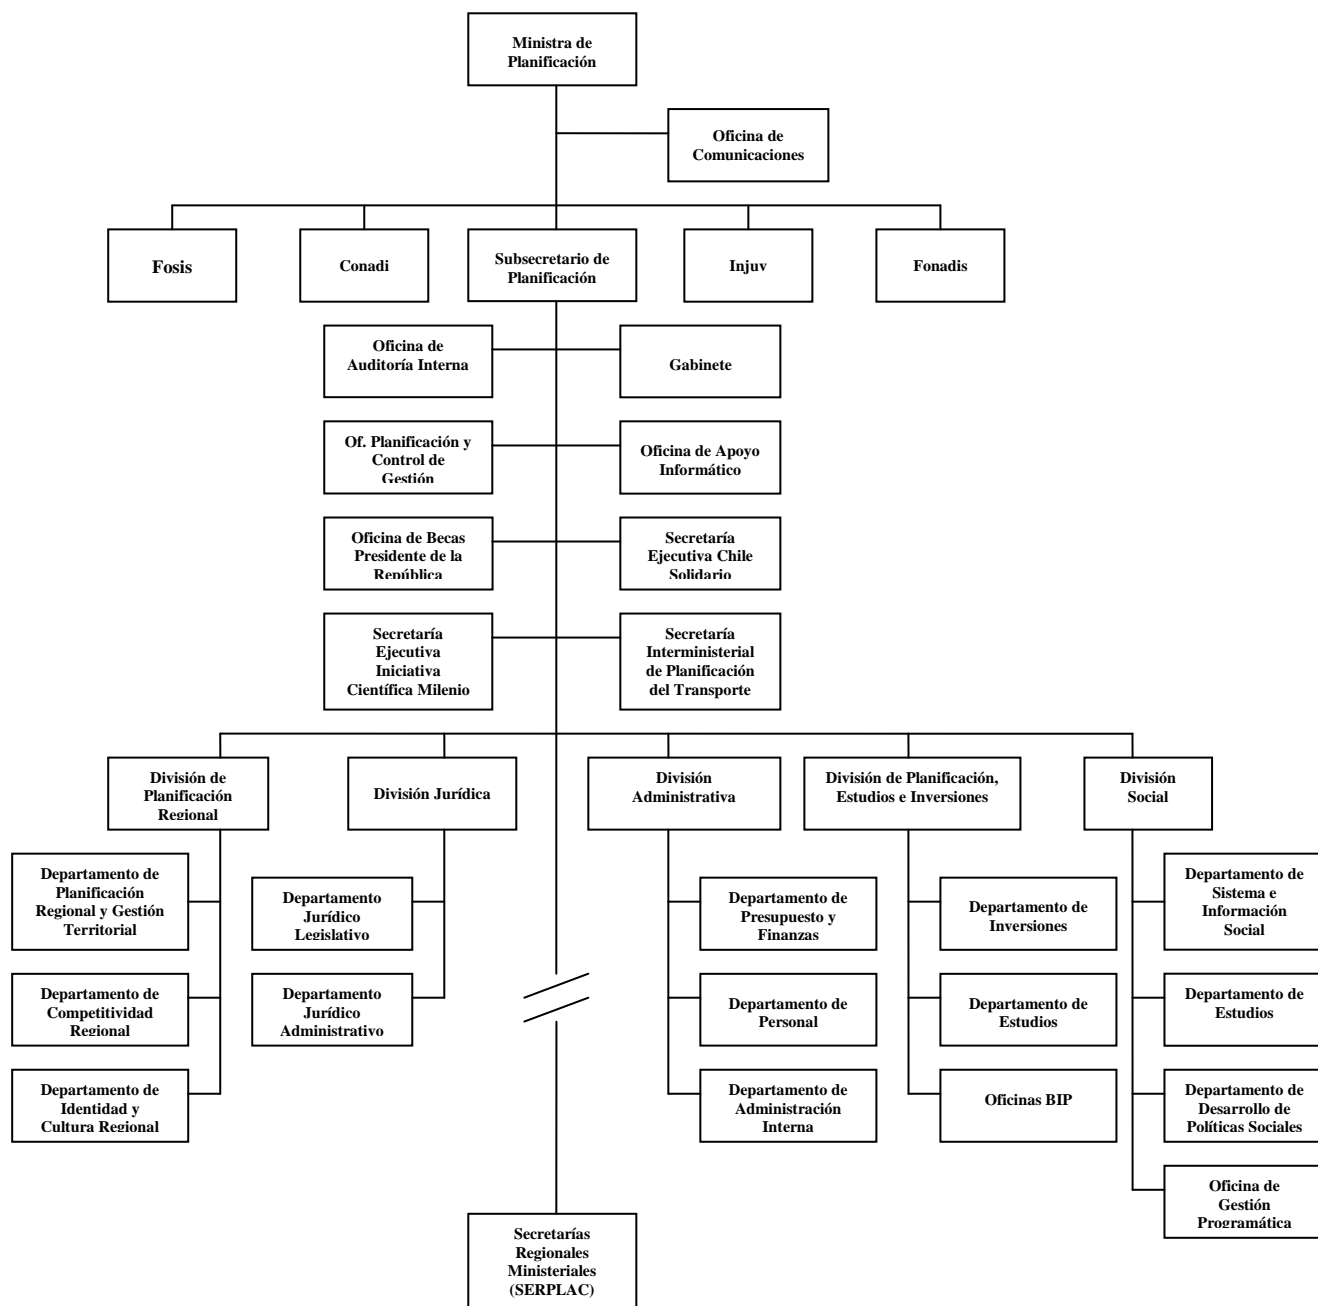 Ministra de
Planificación
Oficina de
Comunicaciones
Fosis
Conadi
Subsecretario de
Planificación
Injuv
Fonadis
Oficina de
Auditoría Interna
Gabinete
Of. Planificación y
Control de
Gestión
Oficina de Apoyo
Informático
Oficina de Becas
Presidente de la
República
Secretaría
Ejecutiva Chile
Solidario
Secretaría
Ejecutiva
Iniciativa
Científica Milenio
Secretaría
Interministerial
de Planificación
del Transporte
División de
Planificación
Regional
División Jurídica
División
Administrativa
División de Planificación,
Estudios e Inversiones
División
Social
Departamento de
Planificación
Regional y Gestión
Territorial
Departamento
Jurídico
Legislativo
Departamento de
Presupuesto y
Finanzas
Departamento de
Inversiones
Departamento de
Sistema e
Información
Social
Departamento de
Competitividad
Regional
Departamento
Jurídico
Administrativo
Departamento de
Personal
Departamento de
Estudios
Departamento de
Estudios
Departamento de
Identidad y
Cultura Regional
Departamento de
Administración
Interna
Oficinas BIP
Departamento de
Desarrollo de
Políticas Sociales
Oficina de
Gestión
Programática
Secretarías
Regionales
Ministeriales
(SERPLAC)